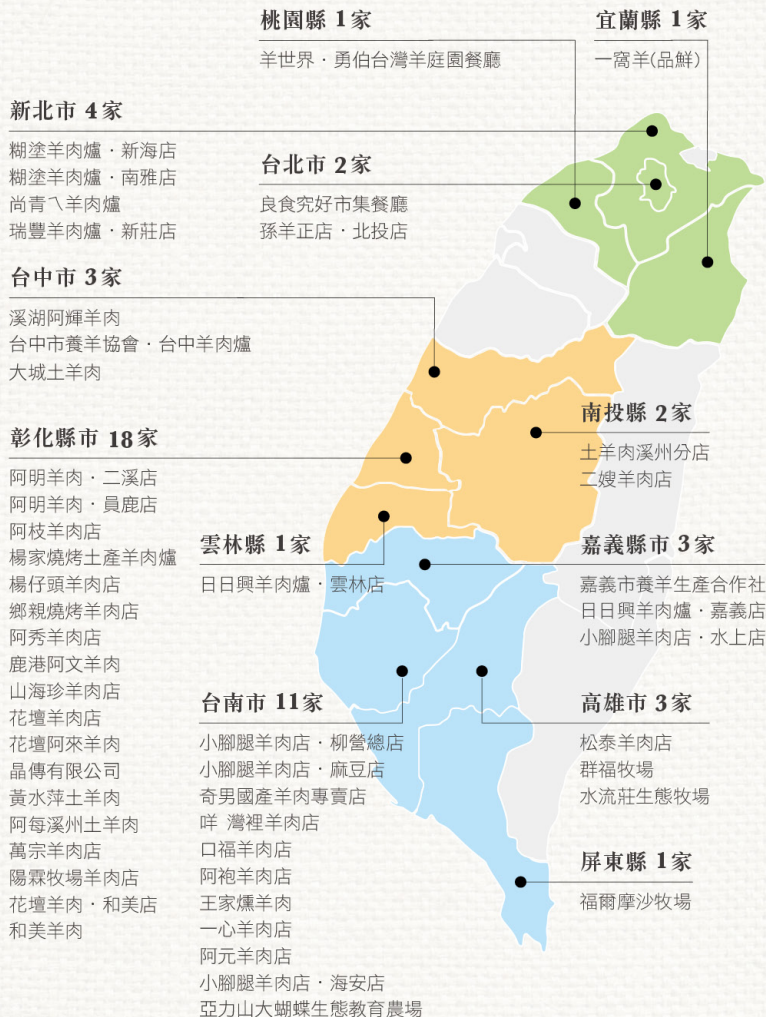 桃園縣 1家
羊世界．勇伯台灣羊庭園餐廳
宜蘭縣 1家
一窩羊(品鮮)
新北市 4家
糊塗羊肉爐．新海店
糊塗羊肉爐．南雅店
尚青ㄟ羊肉爐
瑞豐羊肉爐．新莊店
台北市 2家
良食究好市集餐廳
孫羊正店．北投店
台中市 3家
溪湖阿輝羊肉
台中市養羊協會．台中羊肉爐
大城土羊肉
彰化縣市 18家
阿明羊肉．二溪店
阿明羊肉．員鹿店
阿枝羊肉店
楊家燒烤土產羊肉爐
楊仔頭羊肉店
鄉親燒烤羊肉店
阿秀羊肉店
鹿港阿文羊肉
山海珍羊肉店
花壇羊肉店
花壇阿來羊肉
晶傳有限公司
黃水萍土羊肉
阿每溪州土羊肉
萬宗羊肉店
陽霖牧場羊肉店
花壇羊肉．和美店
和美羊肉
南投縣 2家
土羊肉溪州分店
二嫂羊肉店
雲林縣 1家
日日興羊肉爐．雲林店
嘉義縣市 3家
嘉義市養羊生產合作社
日日興羊肉爐．嘉義店
小腳腿羊肉店．水上店
台南市 11家
小腳腿羊肉店．柳營總店
小腳腿羊肉店．麻豆店
奇男國產羊肉專賣店
咩 灣裡羊肉店
口福羊肉店
阿袍羊肉店
王家燻羊肉
一心羊肉店
阿元羊肉店
小腳腿羊肉店．海安店
亞力山大蝴蝶生態教育農場
高雄市 3家
松泰羊肉店
群福牧場
水流莊生態牧場
屏東縣 1家
福爾摩沙牧場